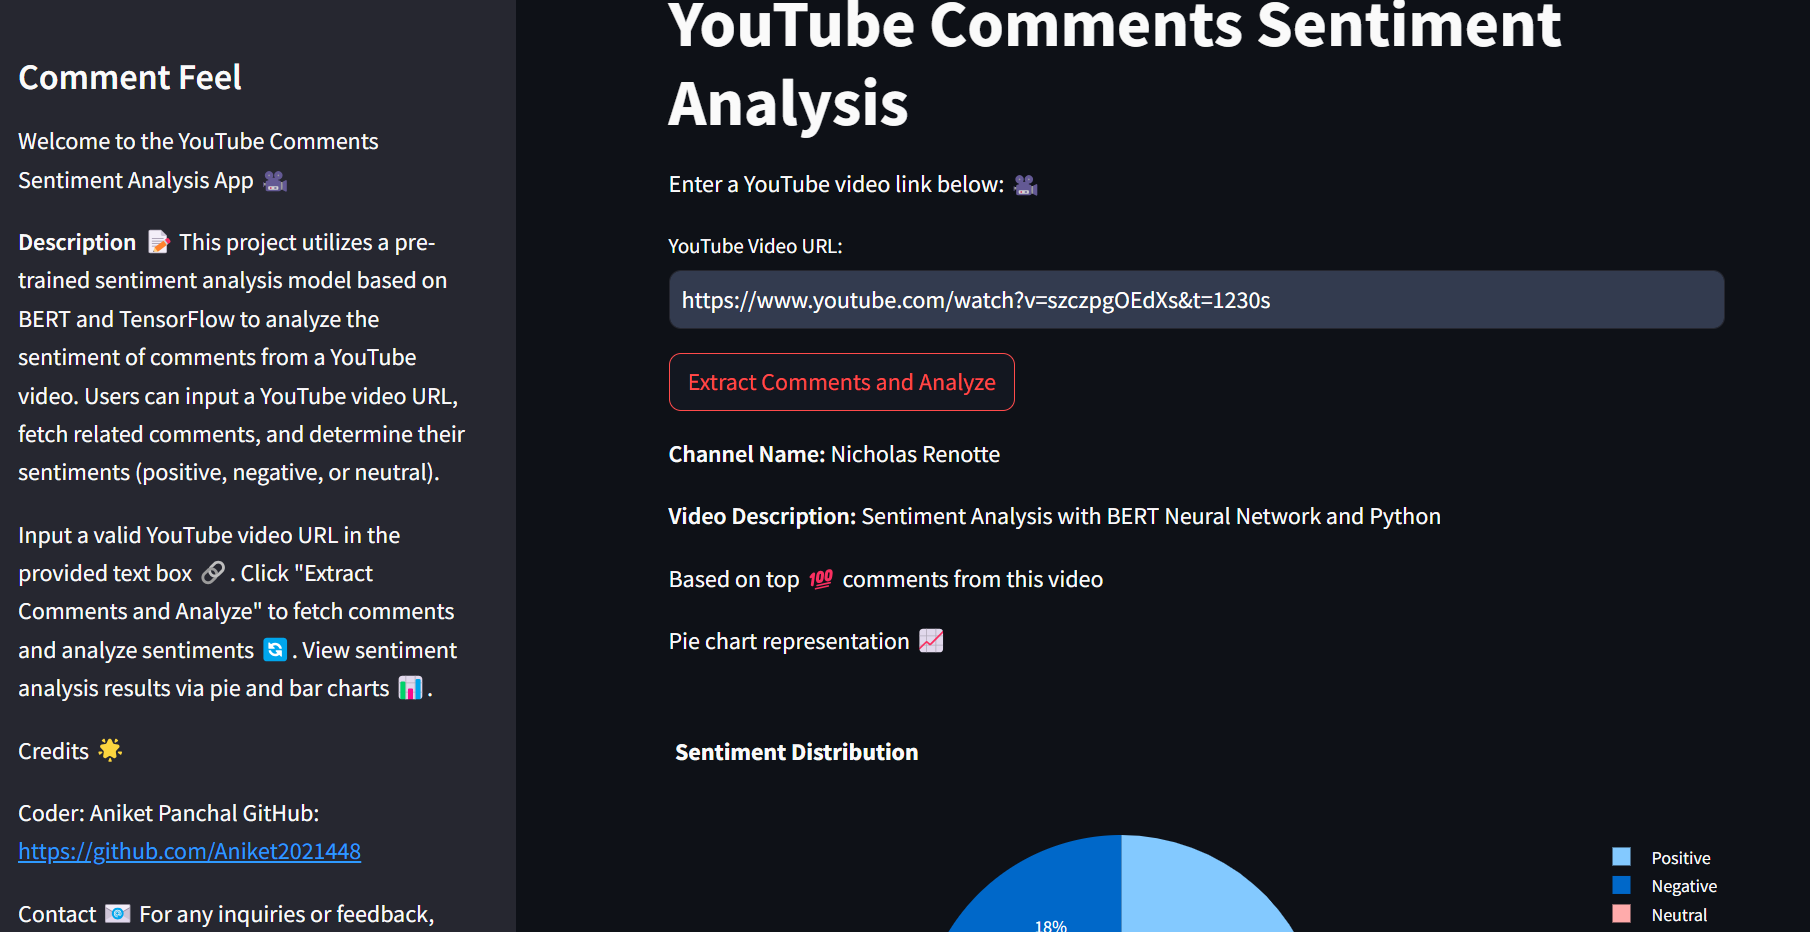 Comment Feel
Welcome to the YouTube Comments
Sentiment Analysis App 🎥
Description 📝 This project utilizes a pre-
trained sentiment analysis model based on
BERT and TensorFlow to analyze the
sentiment of comments from a YouTube
video. Users can input a YouTube video URL,
fetch related comments, and determine their
sentiments (positive, negative, or neutral).
Input a valid YouTube video URL in the
provided text box 🔗. Click "Extract
Comments and Analyze" to fetch comments
and analyze sentiments 🔄. View sentiment
analysis results via pie and bar charts 📊.
Credits 🌟
Coder: Aniket Panchal GitHub:
https://github.com/Aniket2021448
Contact 📧 For any inquiries or feedback,
YouTube Comments Sentiment
Analysis
Enter a YouTube video link below: 🎥
YouTube Video URL:
https://www.youtube.com/watch?v=szczpgOEdXs&t=1230s
Extract Comments and Analyze
Channel Name: Nicholas Renotte
Video Description: Sentiment Analysis with BERT Neural Network and Python
Based on top 💯 comments from this video
Pie chart representation 📈
Sentiment Distribution
18%
Positive
Negative
Neutral